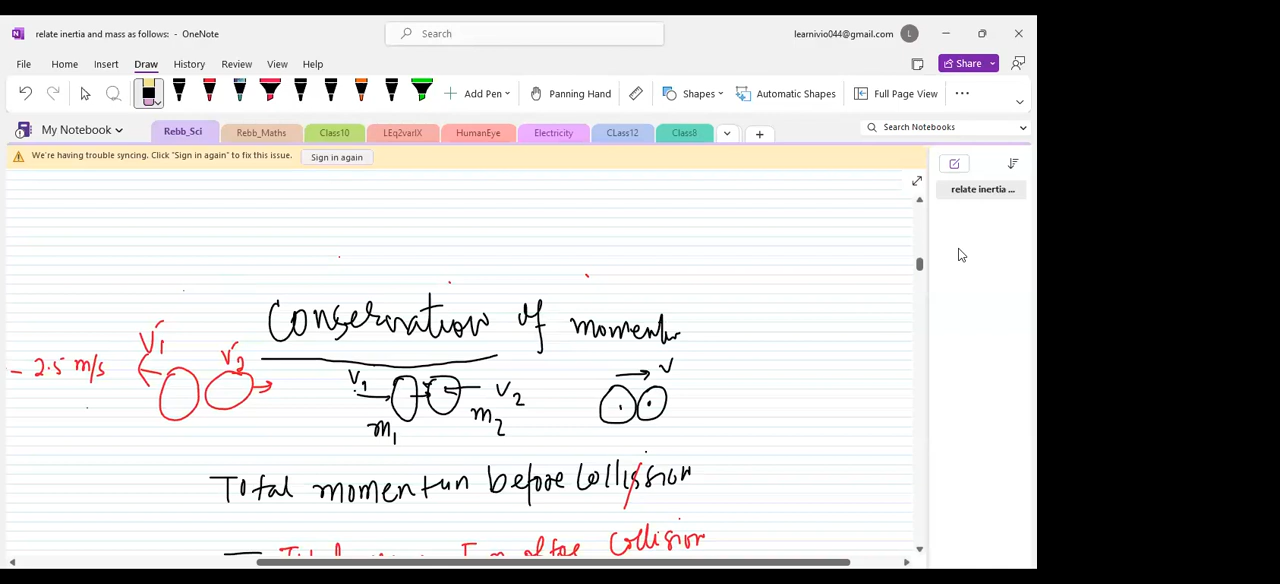 relate inertia and mass as follows: - OneNote
Search
learnivio044@gmail.com
L
File Home Insert Draw History Review View Help
Share
Add Pen
Panning Hand
Shapes
Automatic Shapes
Full Page View
My Notebook
Rebb_Sci
Rebb_Maths
Class10
LEq2varIX
HumanEye
Electricity
CLass12
Class8
Search Notebooks
We're having trouble syncing. Click "Sign in again" to fix this issue.
Sign in again
relate inertia ...
Conservation of
V1
V2
- 2.5 m/s
V1
V2
V
m1
m2
Total momentum before
= Total
Collision